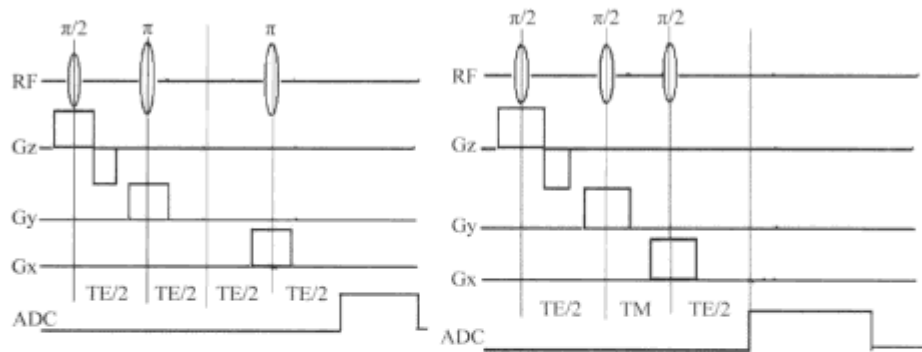 π/2 π π
RF
Gz
Gy
Gx
TE/2 TE/2 TE/2 TE/2
ADC
π/2 π/2 π/2
RF
Gz
Gy
Gx
TE/2 TM TE/2
ADC